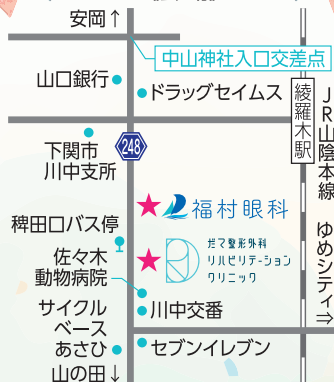 安岡↑
中山神社入口交差点
山口銀行
ドラッグセイムス
綾羅木駅
JR山陰本線
ゆめシティ⇒
248
下関市
川中支所
福村眼科
稗田口バス停
ガマ整形外科
リハビリテーション
クリニック
佐々木
動物病院
川中交番
サイクル
ベース
あさひ
セブンイレブン
山の田↓